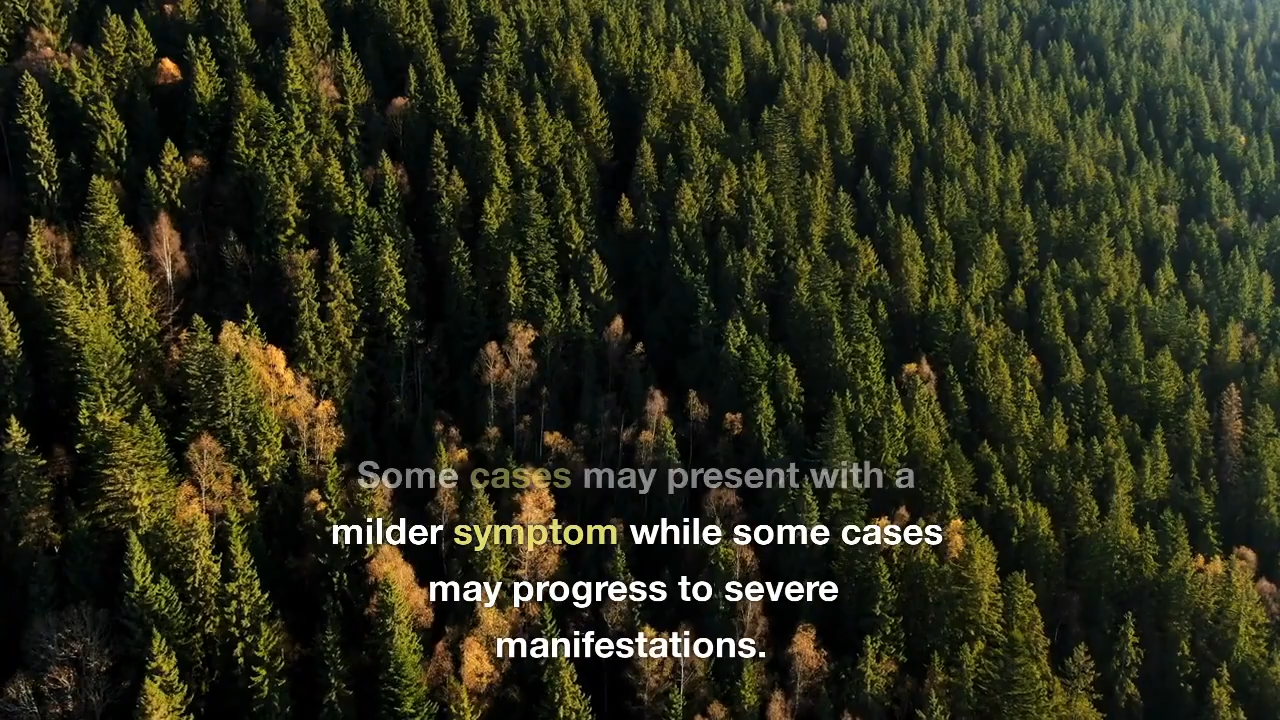 Some cases may present with a
milder symptom while some cases
may progress to severe
manifestations.